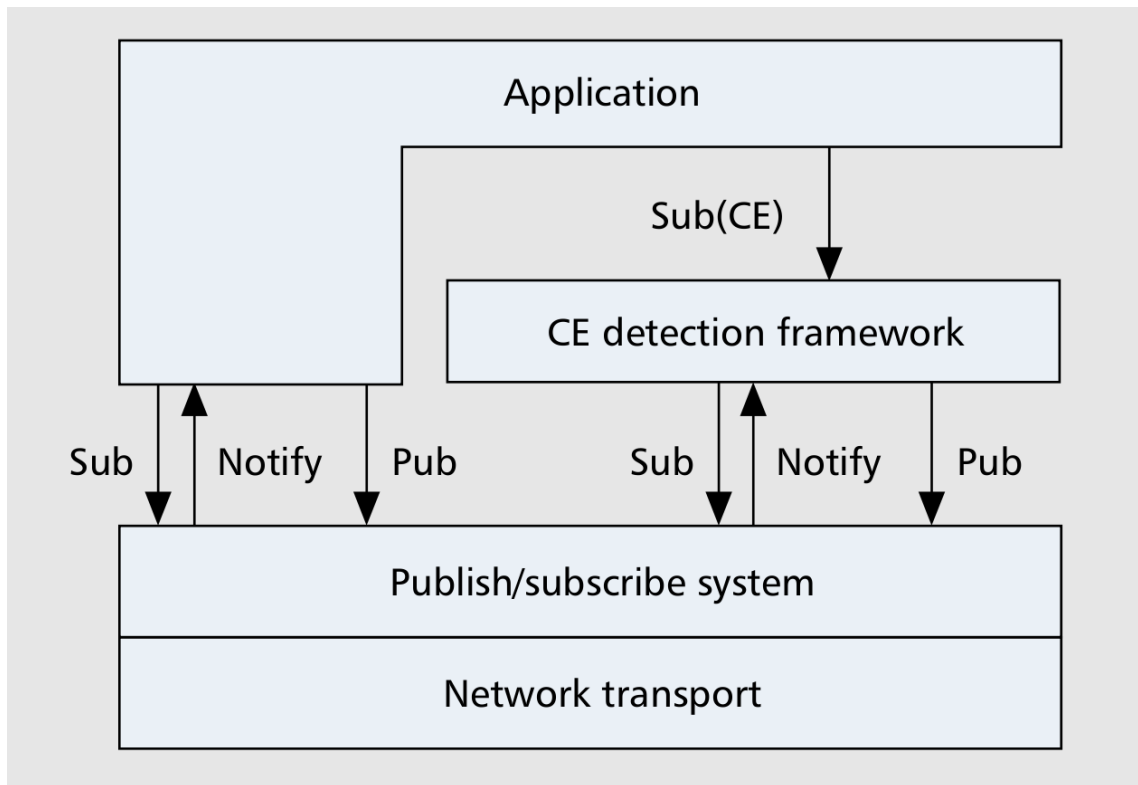 Application
Sub(CE)
CE detection framework
Sub Notify Pub Sub Notify Pub
Publish/subscribe system
Network transport